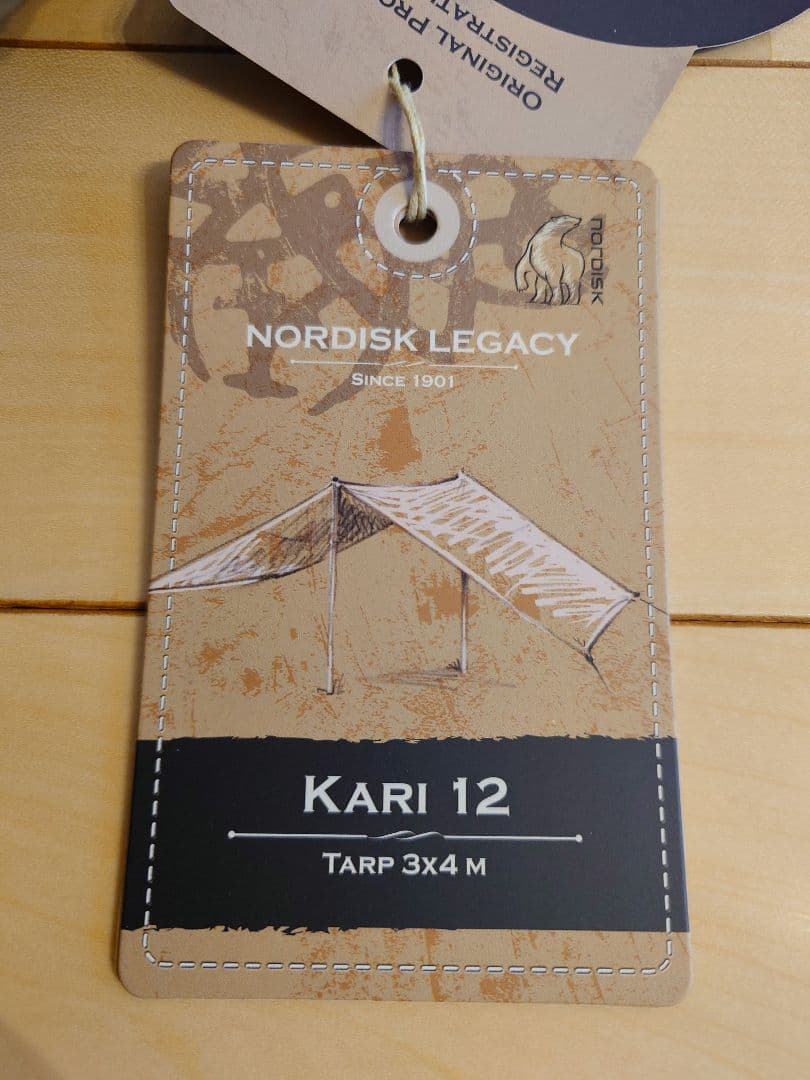 ORIGINAL PRO
REGISTRATI
NORDISK
NORDISK LEGACY
SINCE 1901
KARI 12
TARP 3X4 M